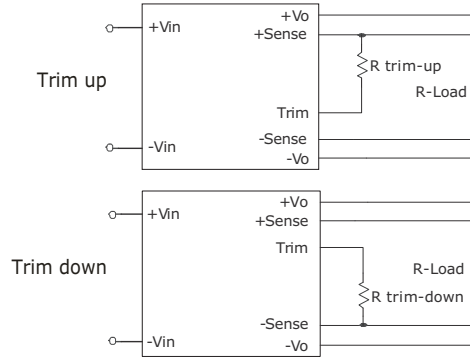 +Vo
+Vin
+Sense
R trim-up
Trim up
R-Load
Trim
-Sense
-Vin
-Vo
+Vo
+Vin
+Sense
Trim
Trim down
R-Load
R trim-down
-Sense
-Vin
-Vo